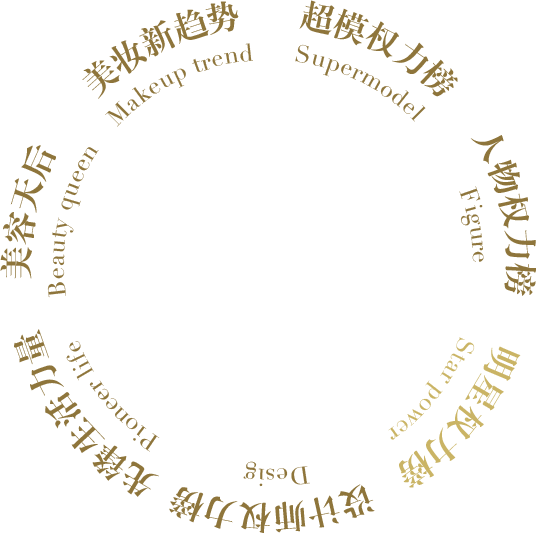 超模权力榜
Supermodel
人物权力榜
Figure
明星权力榜
Star power
设计师权力榜
Desig
先锋生活力量
Pioneer life
美容天后
Beauty queen
美妆新趋势
Makeup trend